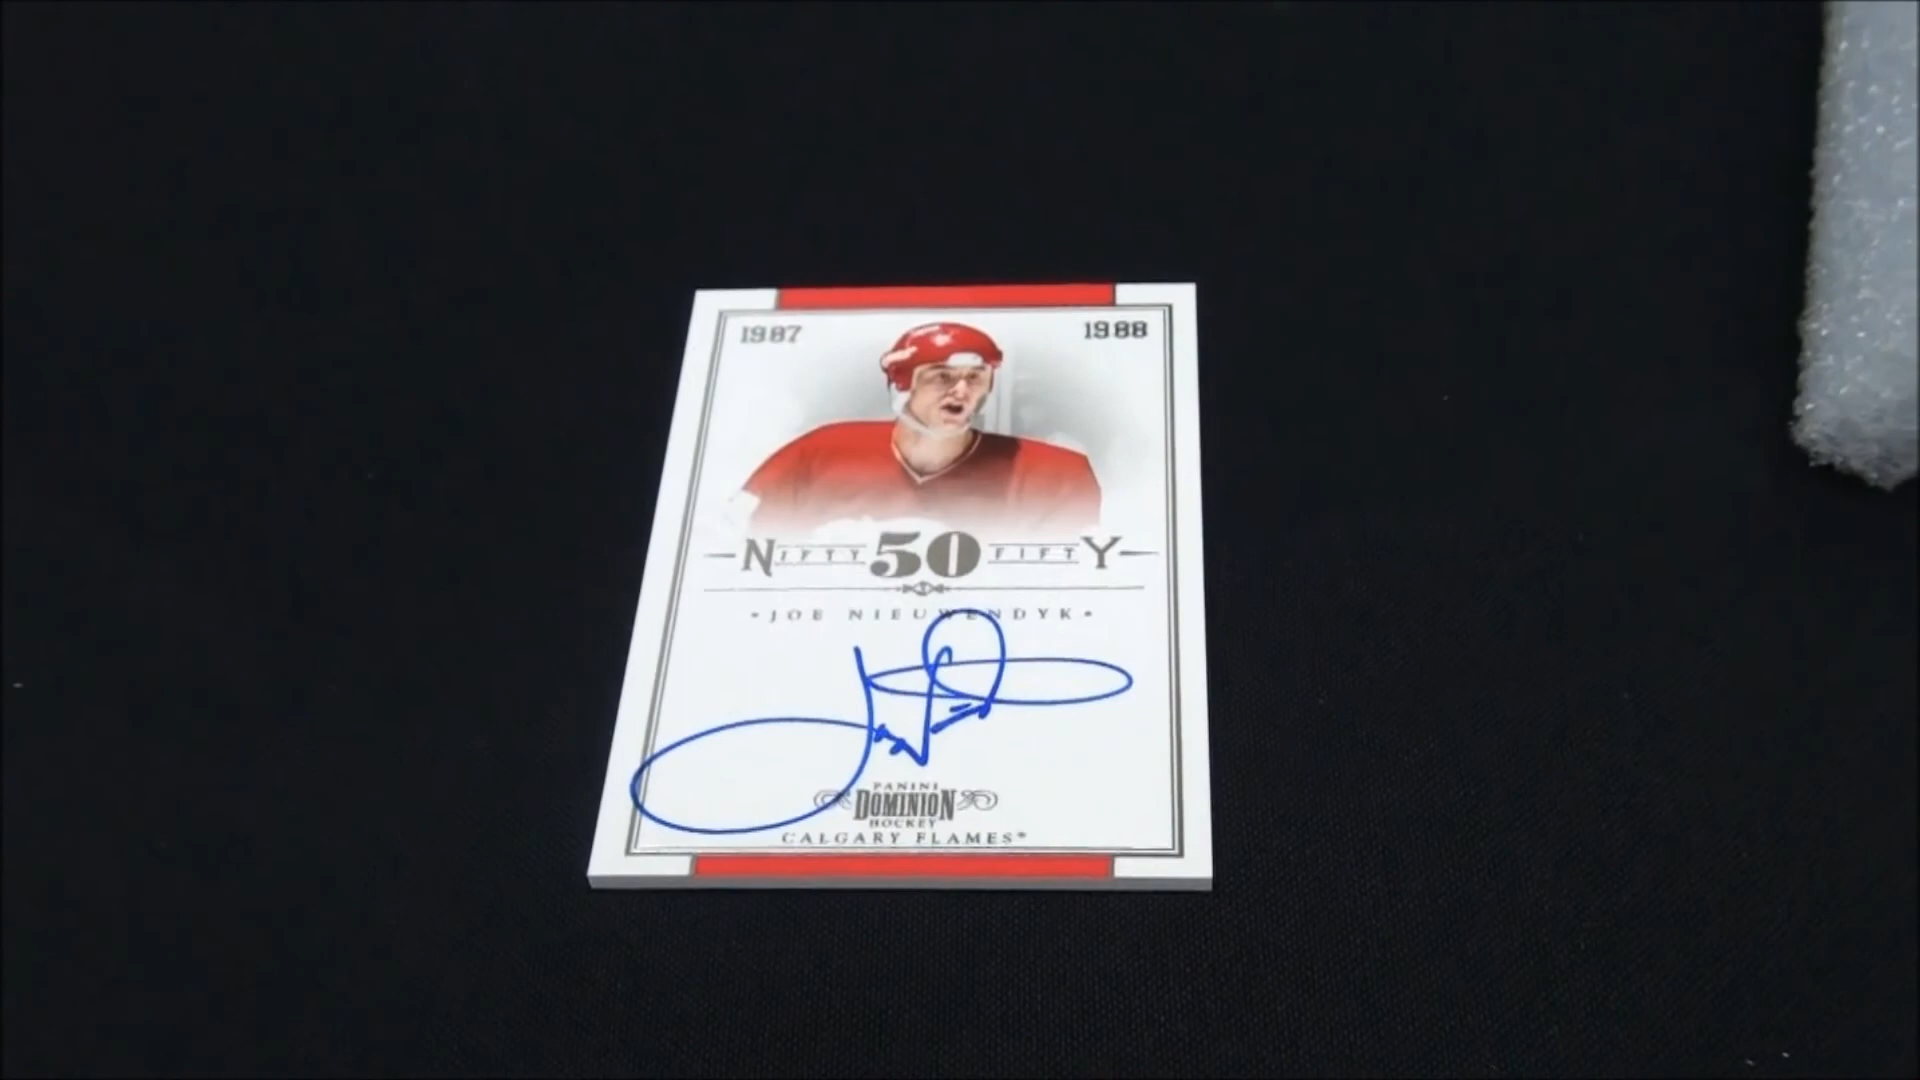 1987 1988
NIFTY 50 FIFTY
•JOE NIEUWENDYK•
PANINI
DOMINION
HOCKEY
CALGARY FLAMES®